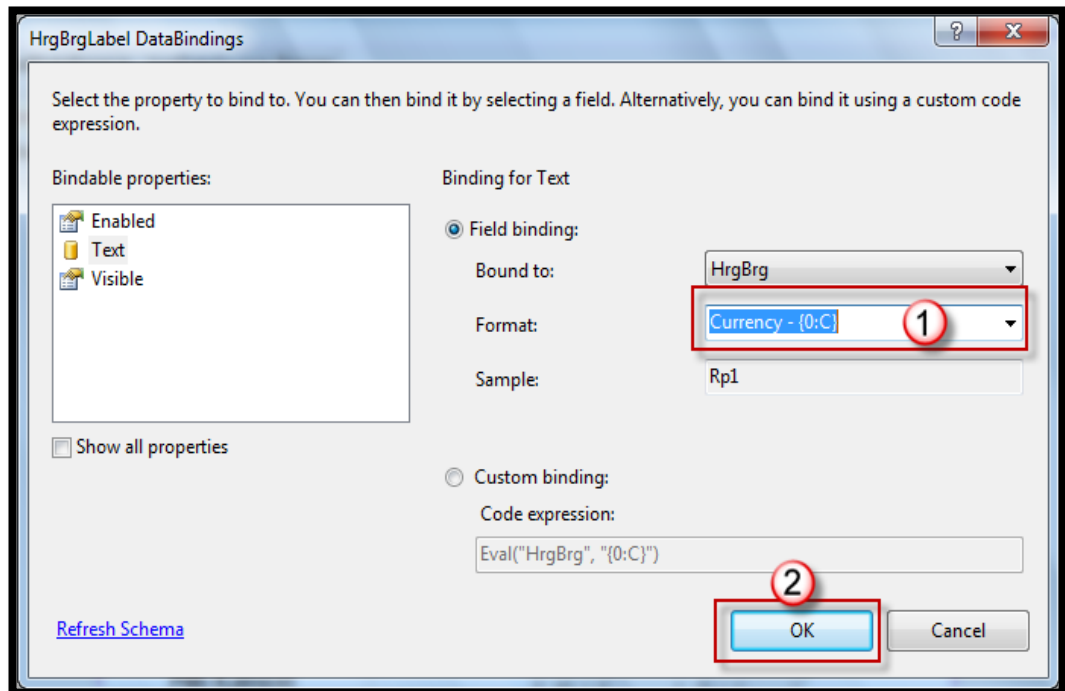 HrgBrgLabel DataBindings
?
X
Select the property to bind to. You can then bind it by selecting a field. Alternatively, you can bind it using a custom code
expression.
Bindable properties:
Enabled
Text
Visible
Show all properties
Binding for Text
Field binding:
Bound to:
HrgBrg
Format:
Currency - {0:C}
1
Sample:
Rp1
Custom binding:
Code expression:
Eval("HrgBrg", "{0:C}")
2
Refresh Schema
OK
Cancel